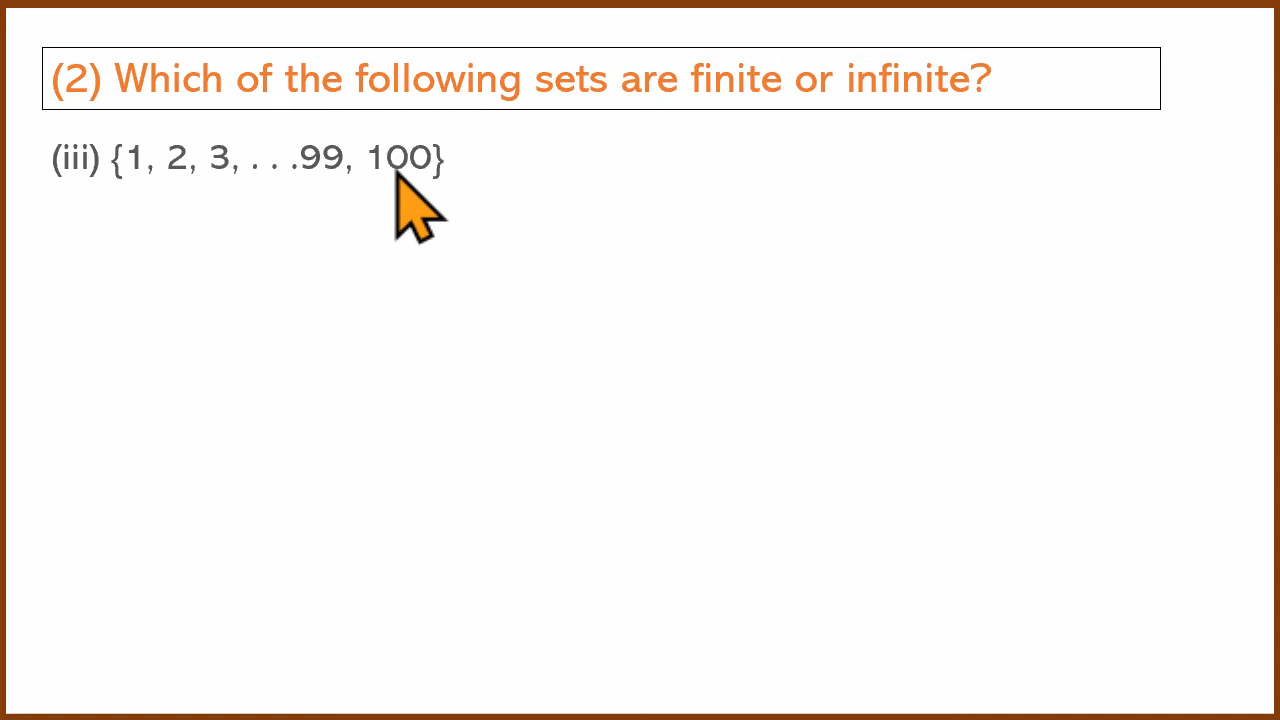 (2) Which of the following sets are finite or infinite?
(iii) {1, 2, 3, . . .99, 100}